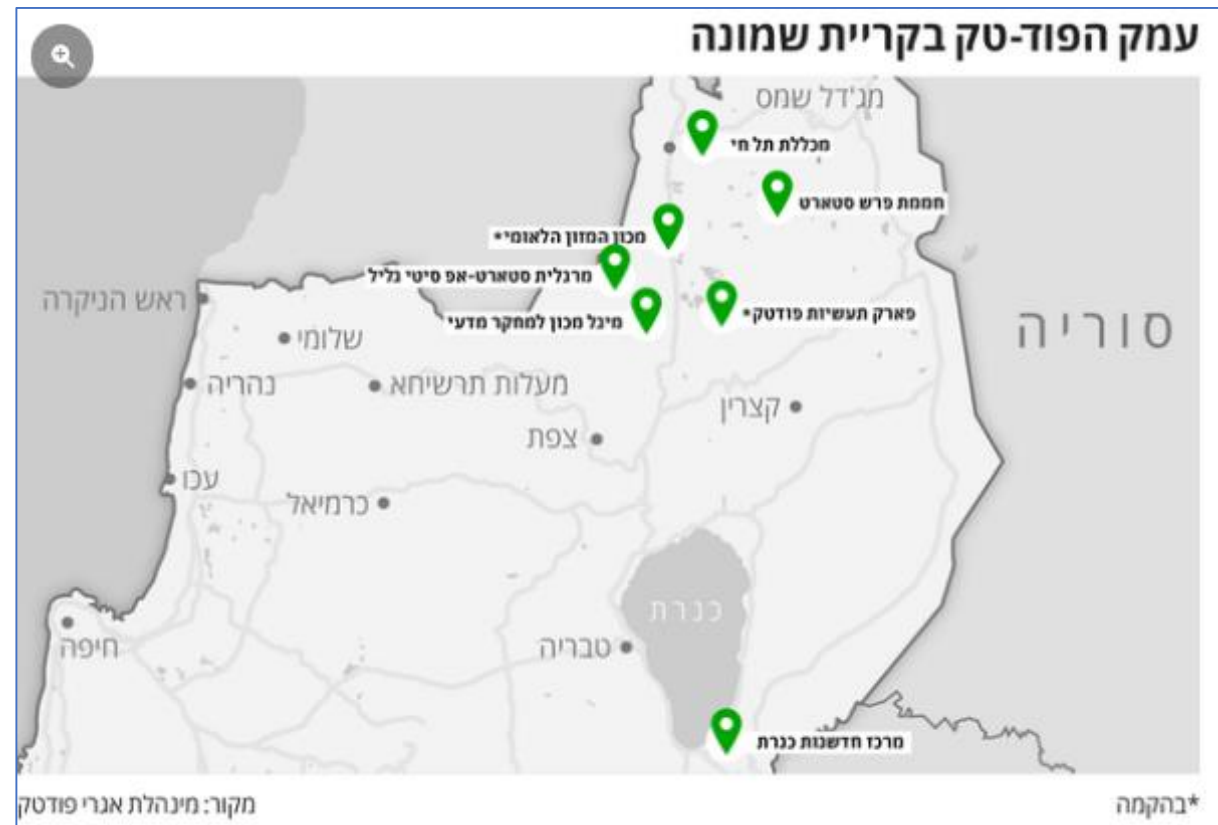 עמק הפוד-טק בקריית שמונה
מג'דל שמס
מכללת תל חי
חממת פרש סטארט
מכון המזון הלאומי*
מרגלית סטארט-אפ סיטי גליל
ראש הניקרה
פארק תעשיות פודטק*
מיגל מכון למחקר מדעי
סוריה
שלומי
נהריה
מעלות תרשיחא
קצרין
צפת
עכו
כרמיאל
כנרת
חיפה
טבריה
מרכז חדשנות כנרת
*בהקמה
מקור: מינהלת אגרי פודטק